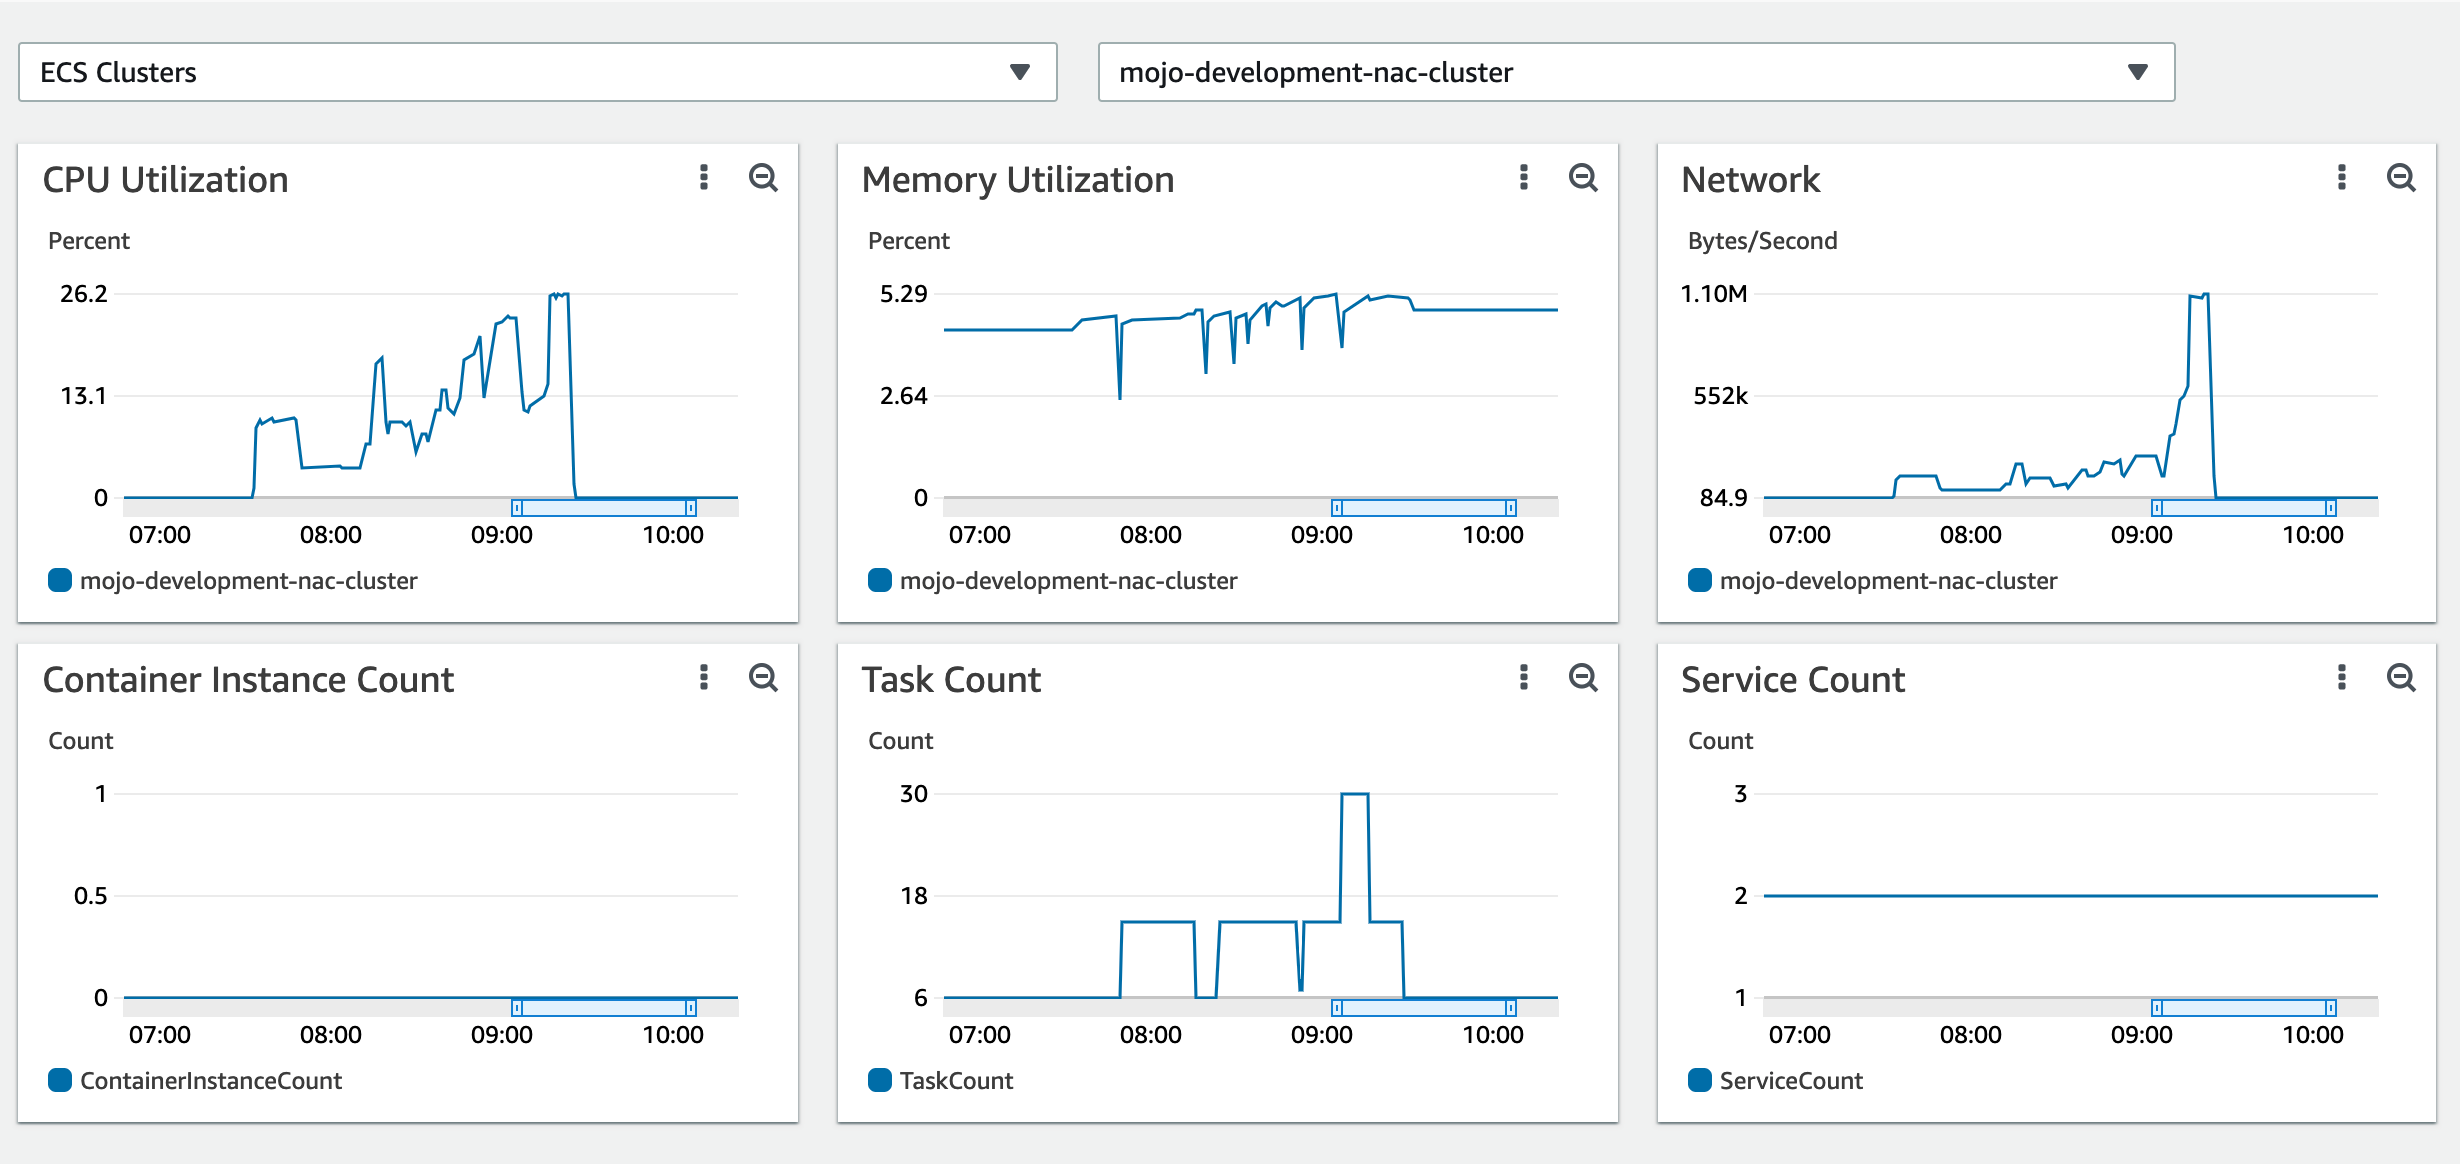 ECS Clusters
mojo-development-nac-cluster
CPU Utilization
Percent
26.2
13.1
0
07:00 08:00 09:00 10:00
mojo-development-nac-cluster
Memory Utilization
Percent
5.29
2.64
0
07:00 08:00 09:00 10:00
mojo-development-nac-cluster
Network
Bytes/Second
1.10M
552k
84.9
07:00 08:00 09:00 10:00
mojo-development-nac-cluster
Container Instance Count
Count
1
0.5
0
07:00 08:00 09:00 10:00
ContainerInstanceCount
Task Count
Count
30
18
6
07:00 08:00 09:00 10:00
TaskCount
Service Count
Count
3
2
1
07:00 08:00 09:00 10:00
ServiceCount